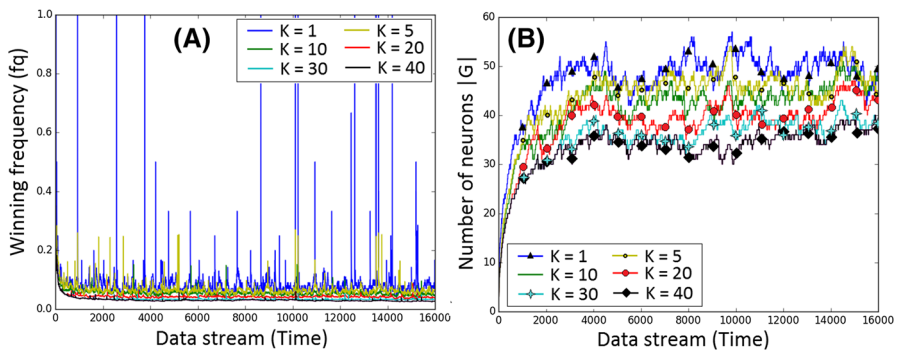 (A)
Winning frequency (fq)
1.0
0.8
0.6
0.4
0.2
0.0
K = 1 K = 5
K = 10 K = 20
K = 30 K = 40
0 2000 4000 6000 8000 10000 12000 14000 16000
Data stream (Time)
(B)
Number of neurons |G|
60
50
40
30
20
10
0
K = 1 K = 5
K = 10 K = 20
K = 30 K = 40
0 2000 4000 6000 8000 10000 12000 14000 16000
Data stream (Time)